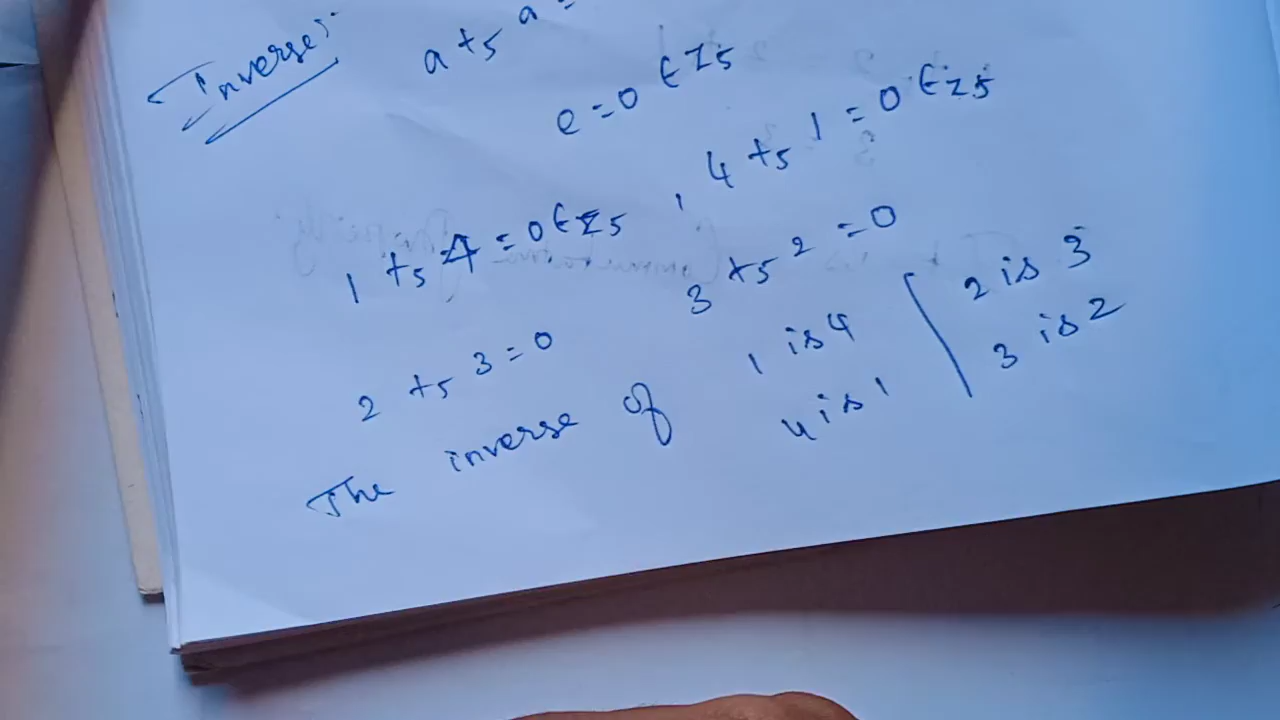 Inverse: a +5 a =
e = 0 ∈ Z5
1 +5 4 = 0 ∈ Z5 , 4 +5 1 = 0 ∈ Z5
2 +5 3 = 0 3 +5 2 = 0
The inverse of 1 is 4 2 is 3
4 is 1 3 is 2